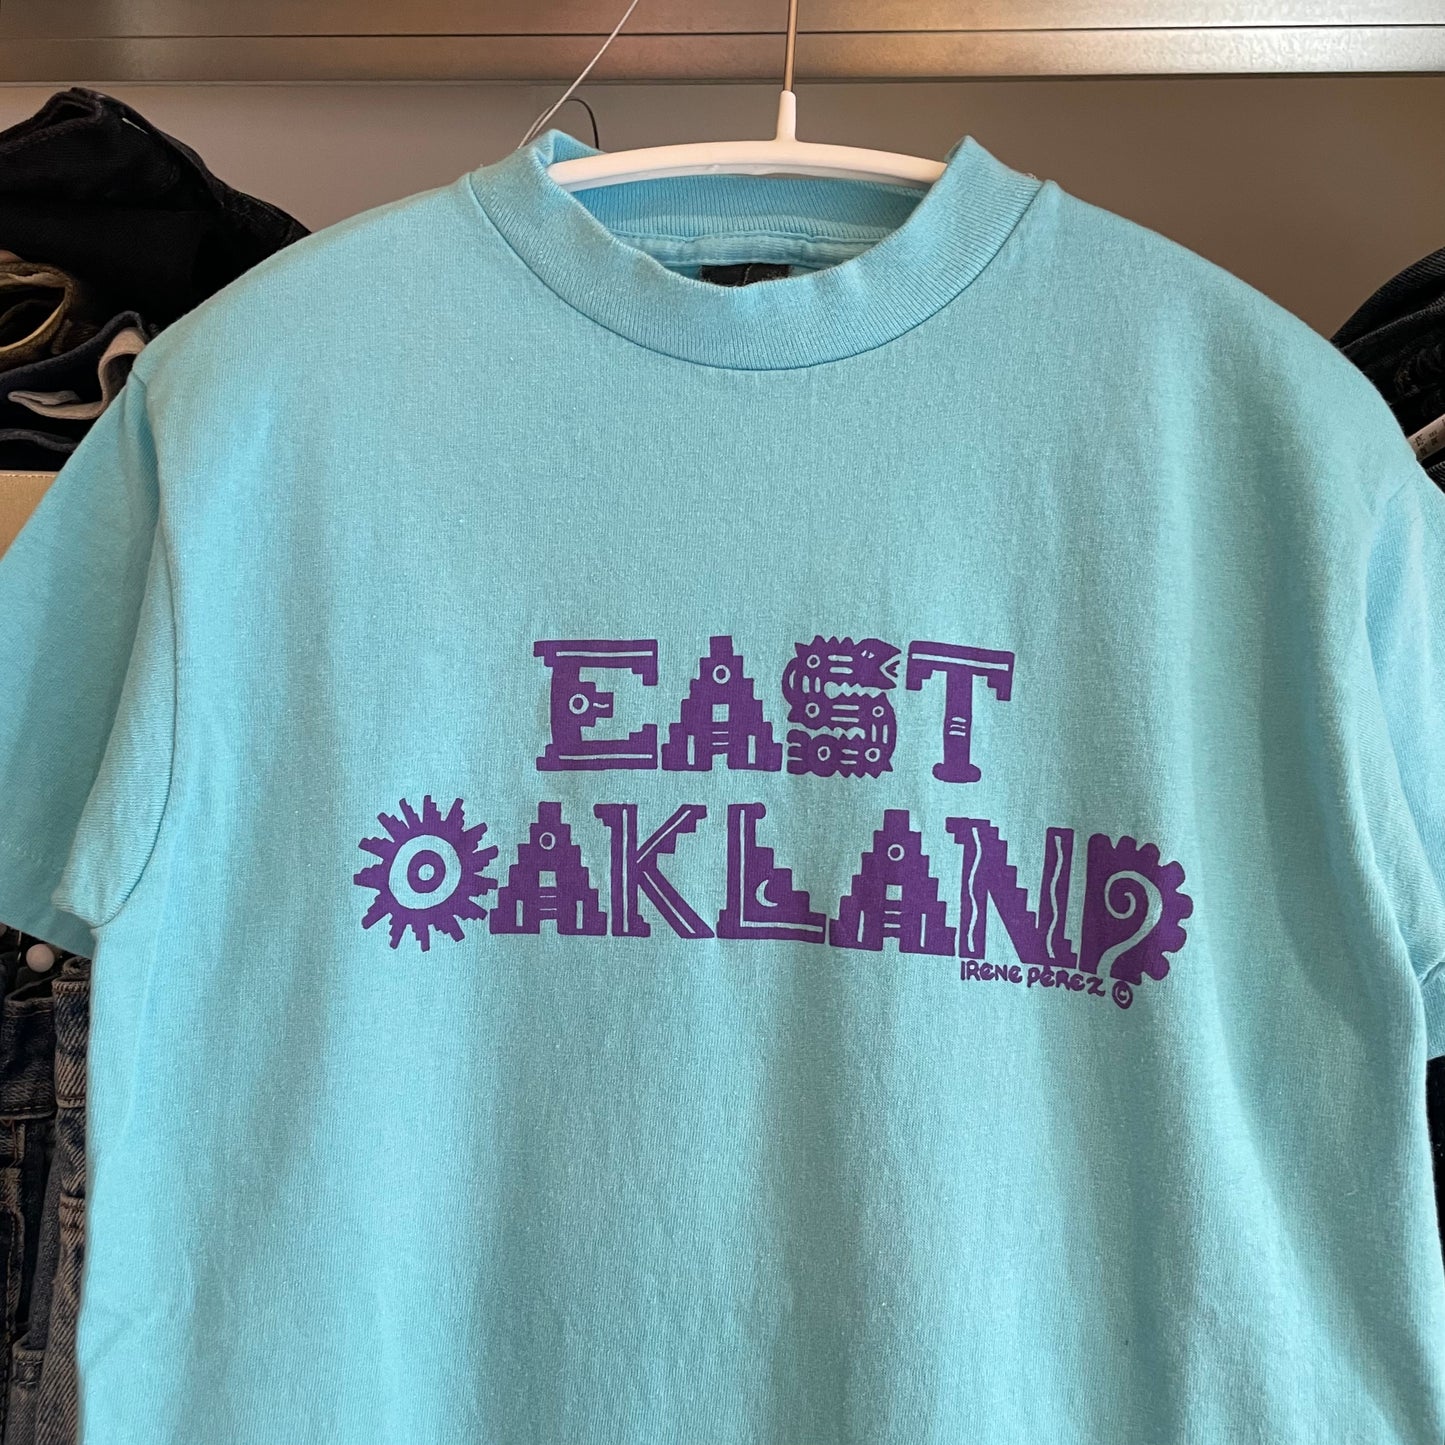 EAST
OAKLAND
IRENE PEREZ ©